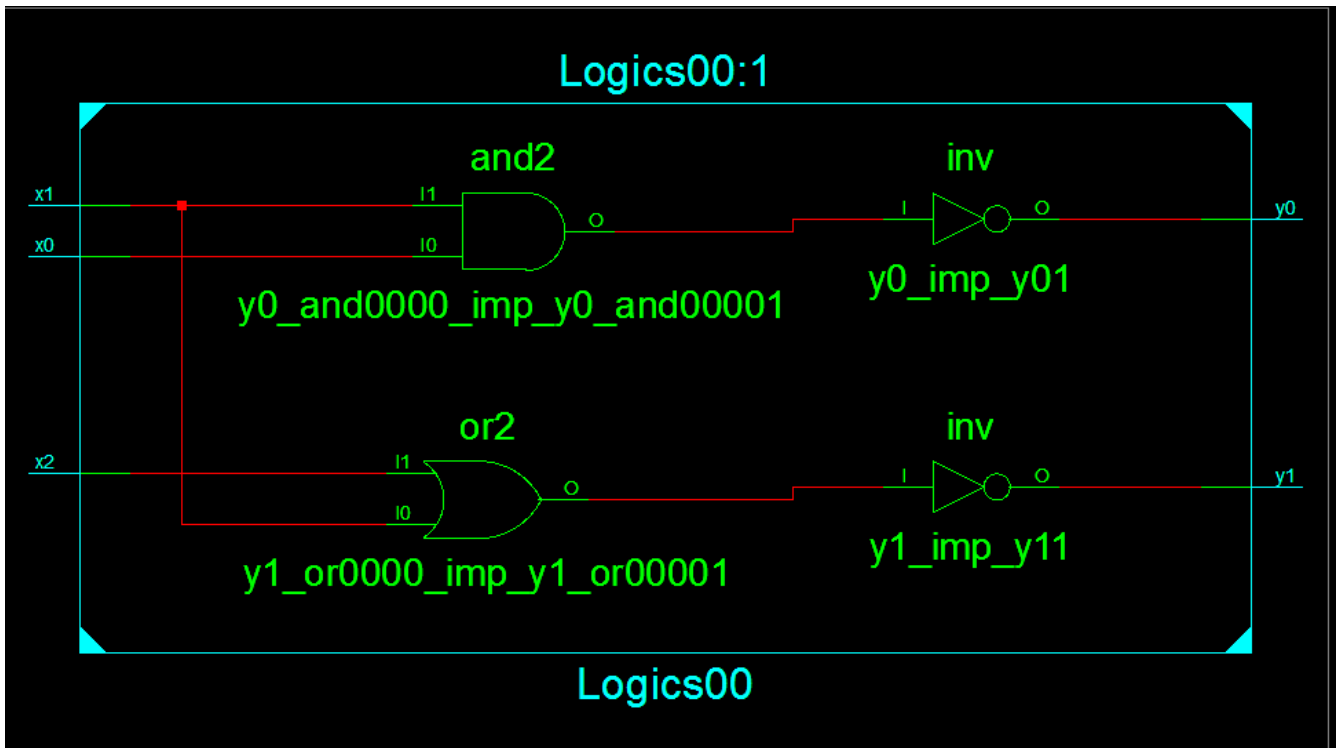 Logics00:1
and2
inv
x1
I1
x0
I0
O
I
O
y0
y0_and0000_imp_y0_and00001
y0_imp_y01
or2
inv
x2
I1
I0
O
I
O
y1
y1_or0000_imp_y1_or00001
y1_imp_y11
Logics00